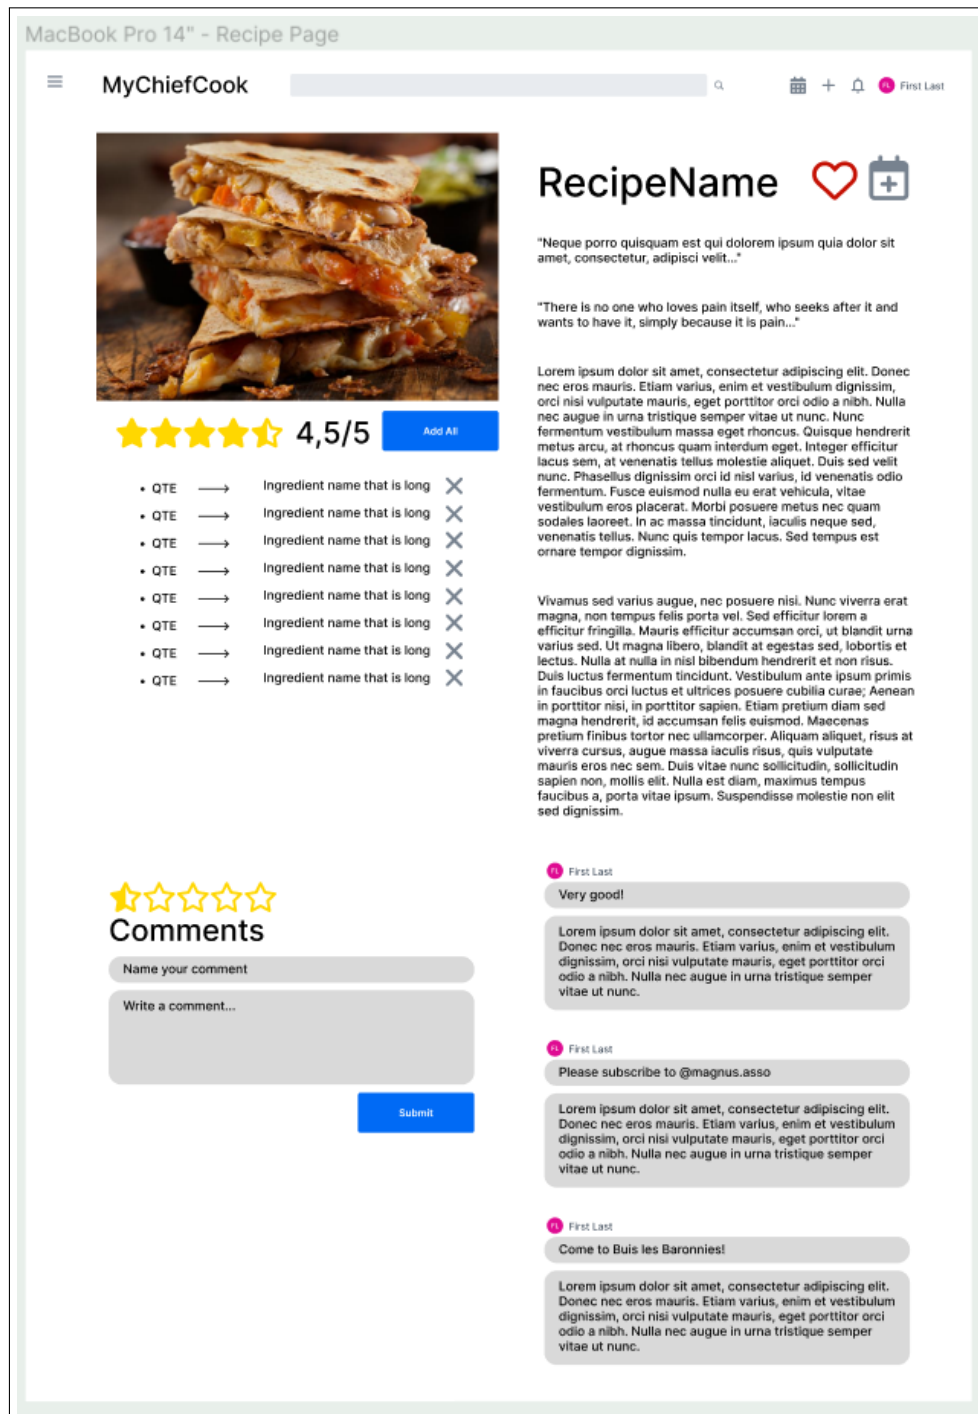 MacBook Pro 14" - Recipe Page
MyChiefCook
FL First Last
RecipeName
"Neque porro quisquam est qui dolorem ipsum quia dolor sit
amet, consectetur, adipisci velit..."
"There is no one who loves pain itself, who seeks after it and
wants to have it, simply because it is pain..."
Lorem ipsum dolor sit amet, consectetur adipiscing elit. Donec
nec eros mauris. Etiam varius, enim et vestibulum dignissim,
orci nisi vulputate mauris, eget porttitor orci odio a nibh. Nulla
nec augue in urna tristique semper vitae ut nunc. Nunc
fermentum vestibulum massa eget rhoncus. Quisque hendrerit
metus arcu, at rhoncus quam interdum eget. Integer efficitur
lacus sem, at venenatis tellus molestie aliquet. Duis sed velit
nunc. Phasellus dignissim orci id nisl varius, id venenatis odio
fermentum. Fusce euismod nulla eu erat vehicula, vitae
vestibulum eros placerat. Morbi posuere metus nec quam
sodales laoreet. In ac massa tincidunt, iaculis neque sed,
venenatis tellus. Nunc quis tempor lacus. Sed tempus est
ornare tempor dignissim.
Vivamus sed varius augue, nec posuere nisi. Nunc viverra erat
magna, non tempus felis porta vel. Sed efficitur lorem a
efficitur fringilla. Mauris efficitur accumsan orci, ut blandit urna
varius sed. Ut magna libero, blandit at egestas sed, lobortis et
lectus. Nulla at nulla in nisl bibendum hendrerit et non risus.
Duis luctus fermentum tincidunt. Vestibulum ante ipsum primis
in faucibus orci luctus et ultrices posuere cubilia curae; Aenean
in porttitor nisi, in porttitor sapien. Etiam pretium diam sed
magna hendrerit, id accumsan felis euismod. Maecenas
pretium finibus tortor nec ullamcorper. Aliquam aliquet, risus at
viverra cursus, augue massa iaculis risus, quis vulputate
mauris eros nec sem. Duis vitae nunc sollicitudin, sollicitudin
sapien non, mollis elit. Nulla est diam, maximus tempus
faucibus a, porta vitae ipsum. Suspendisse molestie non elit
sed dignissim.
4,5/5 Add All
• QTE ⟶ Ingredient name that is long
• QTE ⟶ Ingredient name that is long
• QTE ⟶ Ingredient name that is long
• QTE ⟶ Ingredient name that is long
• QTE ⟶ Ingredient name that is long
• QTE ⟶ Ingredient name that is long
• QTE ⟶ Ingredient name that is long
• QTE ⟶ Ingredient name that is long
Comments
Name your comment
Write a comment...
Submit
FL First Last
Very good!
Lorem ipsum dolor sit amet, consectetur adipiscing elit.
Donec nec eros mauris. Etiam varius, enim et vestibulum
dignissim, orci nisi vulputate mauris, eget porttitor orci
odio a nibh. Nulla nec augue in urna tristique semper
vitae ut nunc.
FL First Last
Please subscribe to @magnus.asso
Lorem ipsum dolor sit amet, consectetur adipiscing elit.
Donec nec eros mauris. Etiam varius, enim et vestibulum
dignissim, orci nisi vulputate mauris, eget porttitor orci
odio a nibh. Nulla nec augue in urna tristique semper
vitae ut nunc.
FL First Last
Come to Buis les Baronnies!
Lorem ipsum dolor sit amet, consectetur adipiscing elit.
Donec nec eros mauris. Etiam varius, enim et vestibulum
dignissim, orci nisi vulputate mauris, eget porttitor orci
odio a nibh. Nulla nec augue in urna tristique semper
vitae ut nunc.